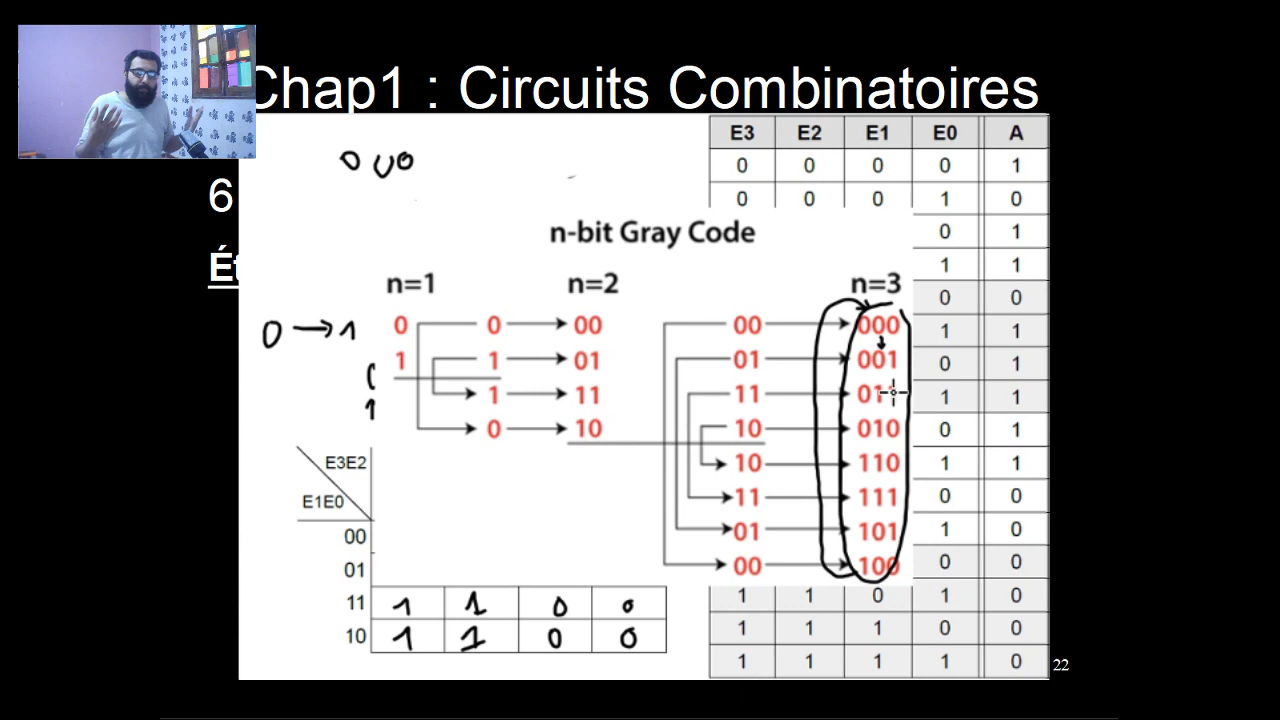 Chap1 : Circuits Combinatoires
E3 E2 E1 E0 A
0 0 0 0 1
0 0 0 1 0
0 1
1 1
0 0
1 1
0 1
1 1
0 1
1 1
0 0
1 0
0 0
1 1 0 1 0
1 1 1 0 0
1 1 1 1 0
6
Ét
n-bit Gray Code
n=1 n=2 n=3
0 → 1
0 0 00 00 000
1 1 01 01 001
1 11 11 01
0 10 10 010
10 110
11 111
01 101
00 100
0
1
E3E2
E1E0
00
01
11 1 1 0 0
10 1 1 0 0
22